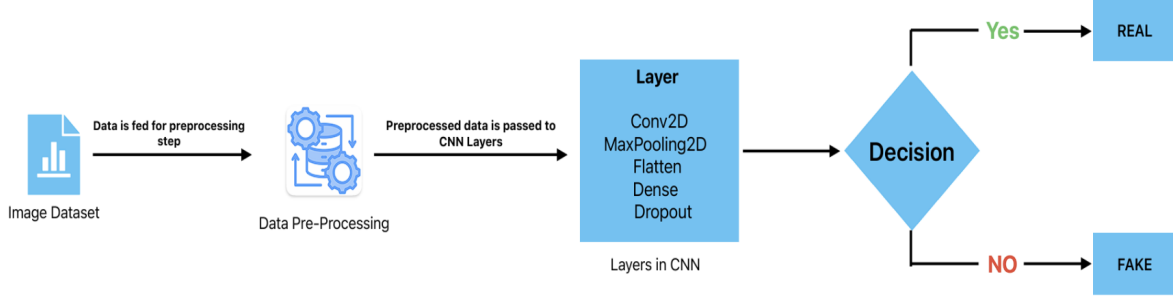 Image Dataset
Data is fed for preprocessing
step
Data Pre-Processing
Preprocessed data is passed to
CNN Layers
Layer
Conv2D
MaxPooling2D
Flatten
Dense
Dropout
Layers in CNN
Decision
Yes
REAL
NO
FAKE